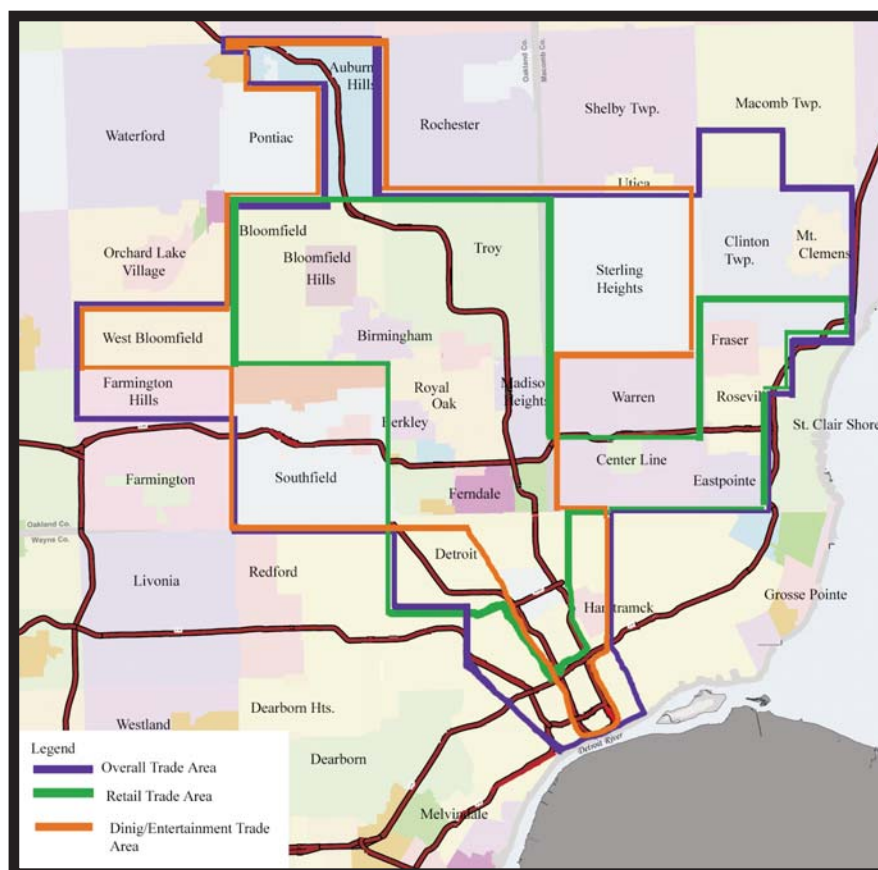 Auburn
Hills
Oakland Co.
Macomb Co.
Shelby Twp.
Macomb Twp.
Waterford
Pontiac
Rochester
Utica
Bloomfield
Orchard Lake
Village
Bloomfield
Hills
Troy
Sterling
Heights
Clinton
Twp.
Mt.
Clemens
West Bloomfield
Birmingham
Fraser
Farmington
Hills
Royal
Oak
Madison
Heights
Warren
Rosevill
Berkley
St. Clair Shore
Center Line
Farmington
Southfield
Ferndale
Eastpointe
Oakland Co.
Wayne Co.
Detroit
Livonia
Redford
Hamtramck
Grosse Pointe
Dearborn Hts.
Westland
Dearborn
Detroit River
Melvindale
Legend
Overall Trade Area
Retail Trade Area
Dinig/Entertainment Trade
Area